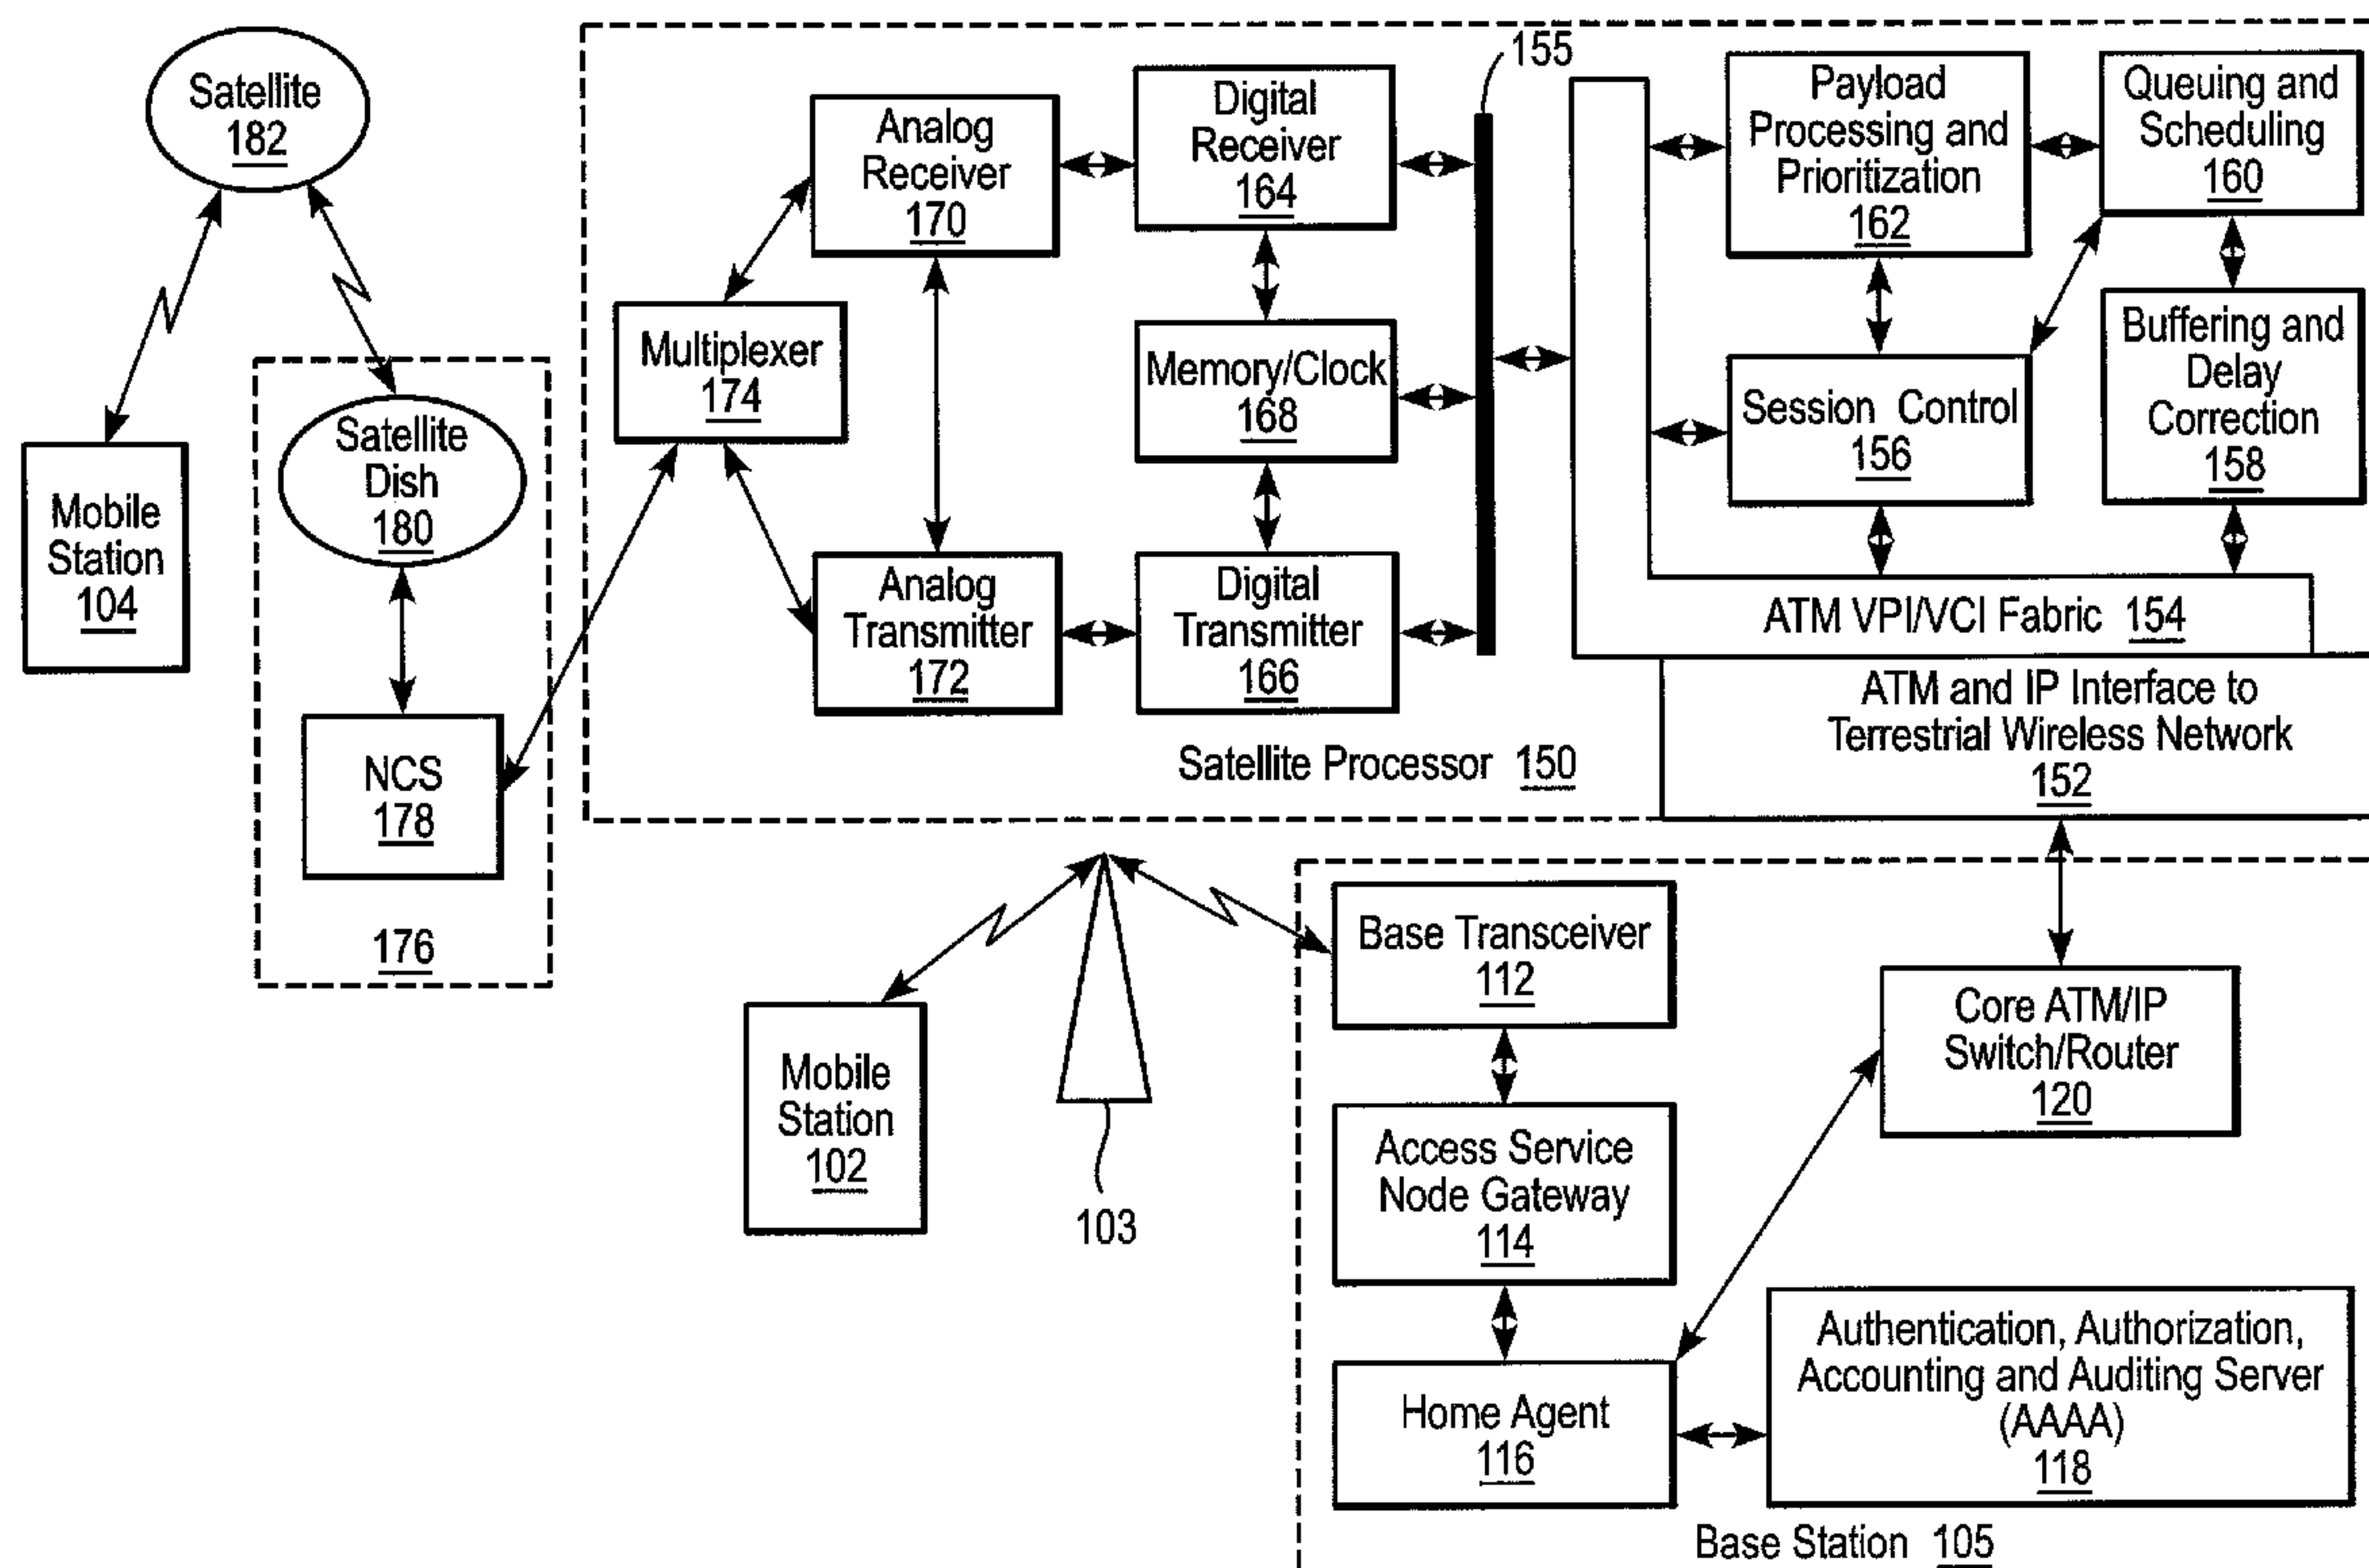 Satellite
182
Mobile
Station
104
Satellite
Dish
180
NCS
178
176
Multiplexer
174
Analog
Receiver
170
Digital
Receiver
164
155
Memory/Clock
168
Analog
Transmitter
172
Digital
Transmitter
166
Satellite Processor 150
Payload
Processing and
Prioritization
162
Queuing and
Scheduling
160
Session Control
156
Buffering and
Delay
Correction
158
ATM VPI/VCI Fabric 154
ATM and IP Interface to
Terrestrial Wireless Network
152
Mobile
Station
102
103
Base Transceiver
112
Access Service
Node Gateway
114
Home Agent
116
Core ATM/IP
Switch/Router
120
Authentication, Authorization,
Accounting and Auditing Server
(AAAA)
118
Base Station 105